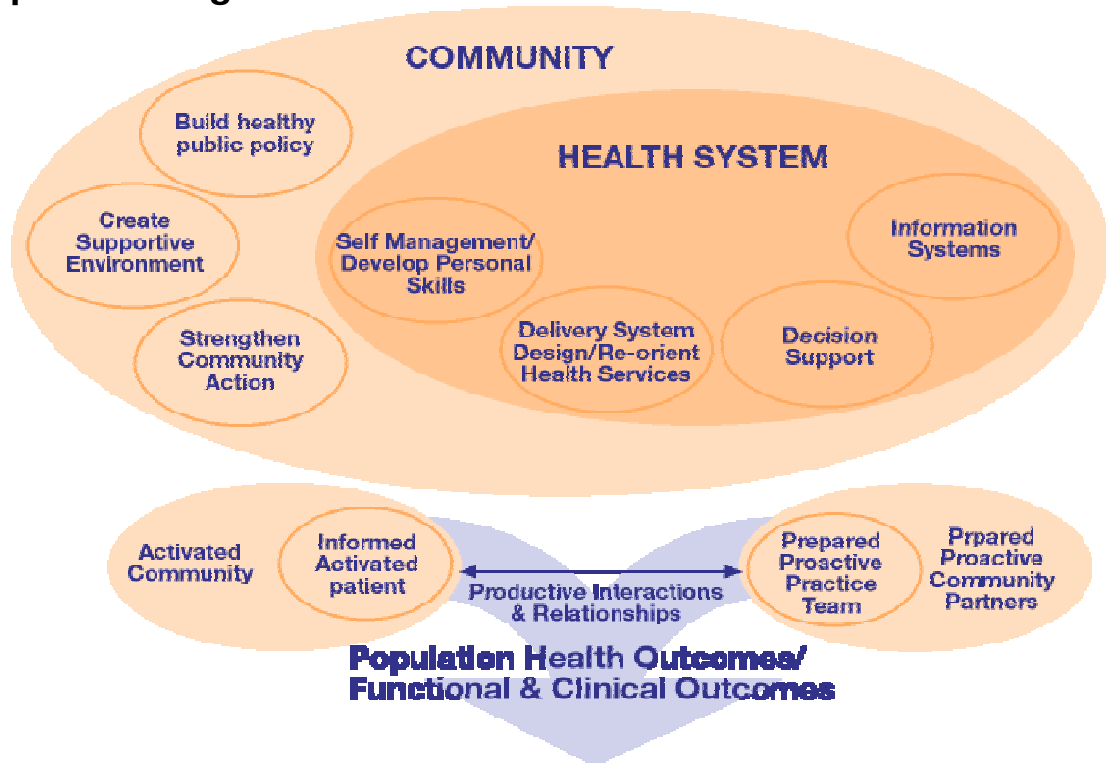 COMMUNITY
Build healthy
public policy
HEALTH SYSTEM
Create
Supportive
Environment
Self Management/
Develop Personal
Skills
Information
Systems
Strengthen
Community
Action
Delivery System
Design/Re-orient
Health Services
Decision
Support
Activated
Community
Informed
Activated
patient
Productive Interactions
& Relationships
Prepared
Proactive
Practice
Team
Prpared
Proactive
Community
Partners
Population Health Outcomes/
Functional & Clinical Outcomes